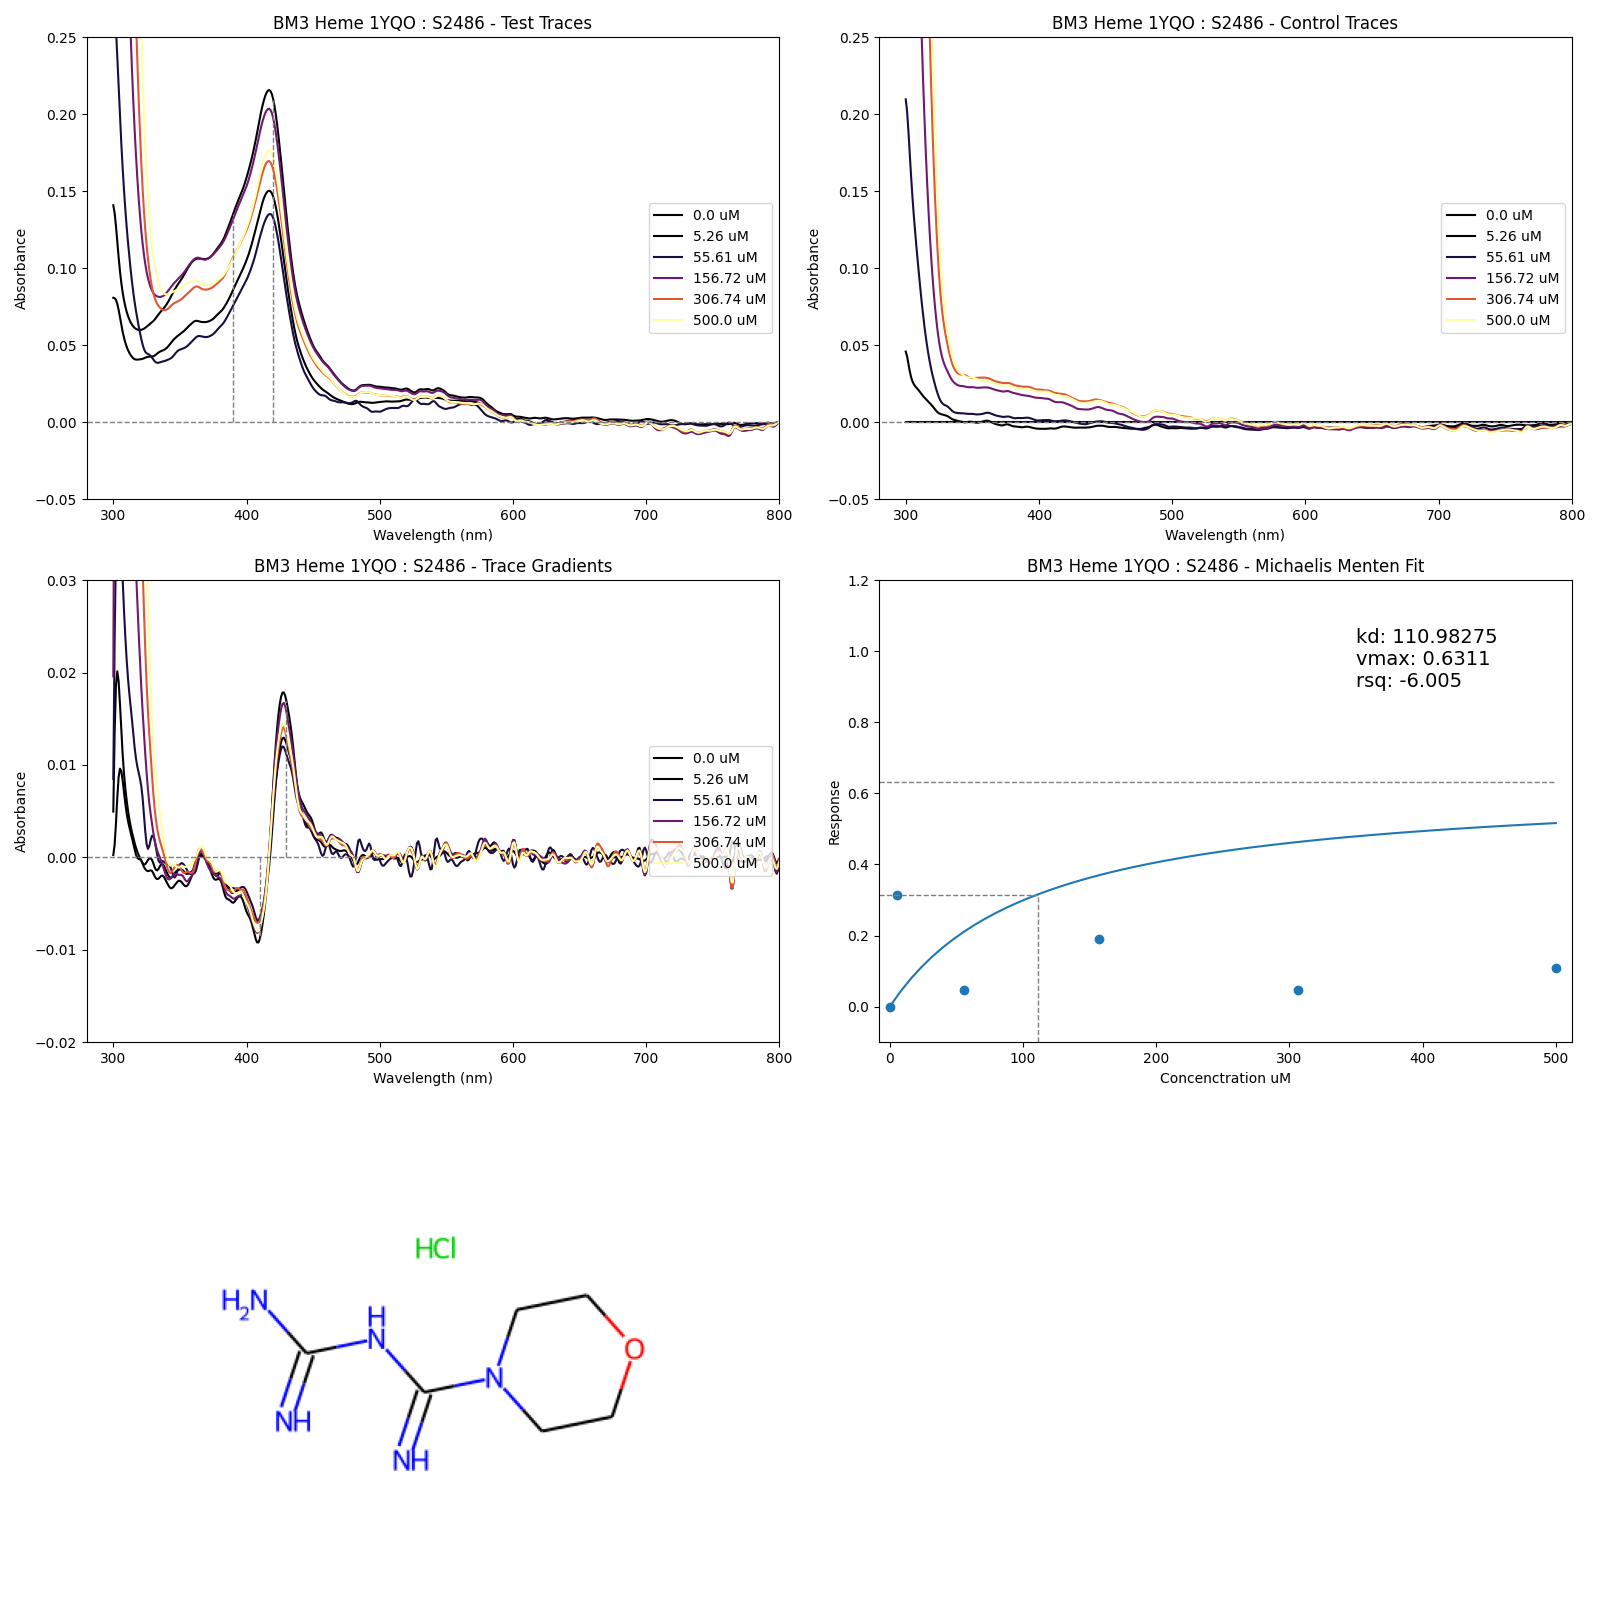 BM3 Heme 1YQO : S2486 - Test Traces
0.25
0.20
0.15
0.10
0.05
0.00
−0.05
Absorbance
300
400
500
600
700
800
Wavelength (nm)
0.0 uM
5.26 uM
55.61 uM
156.72 uM
306.74 uM
500.0 uM
BM3 Heme 1YQO : S2486 - Control Traces
0.25
0.20
0.15
0.10
0.05
0.00
−0.05
Absorbance
300
400
500
600
700
800
Wavelength (nm)
0.0 uM
5.26 uM
55.61 uM
156.72 uM
306.74 uM
500.0 uM
BM3 Heme 1YQO : S2486 - Trace Gradients
0.03
0.02
0.01
0.00
−0.01
−0.02
Absorbance
300
400
500
600
700
800
Wavelength (nm)
0.0 uM
5.26 uM
55.61 uM
156.72 uM
306.74 uM
500.0 uM
BM3 Heme 1YQO : S2486 - Michaelis Menten Fit
1.2
1.0
0.8
0.6
0.4
0.2
0.0
Response
kd: 110.98275
vmax: 0.6311
rsq: -6.005
0
100
200
300
400
500
Concenctration uM
HCl
H2N
H
N
NH
N
O
NH